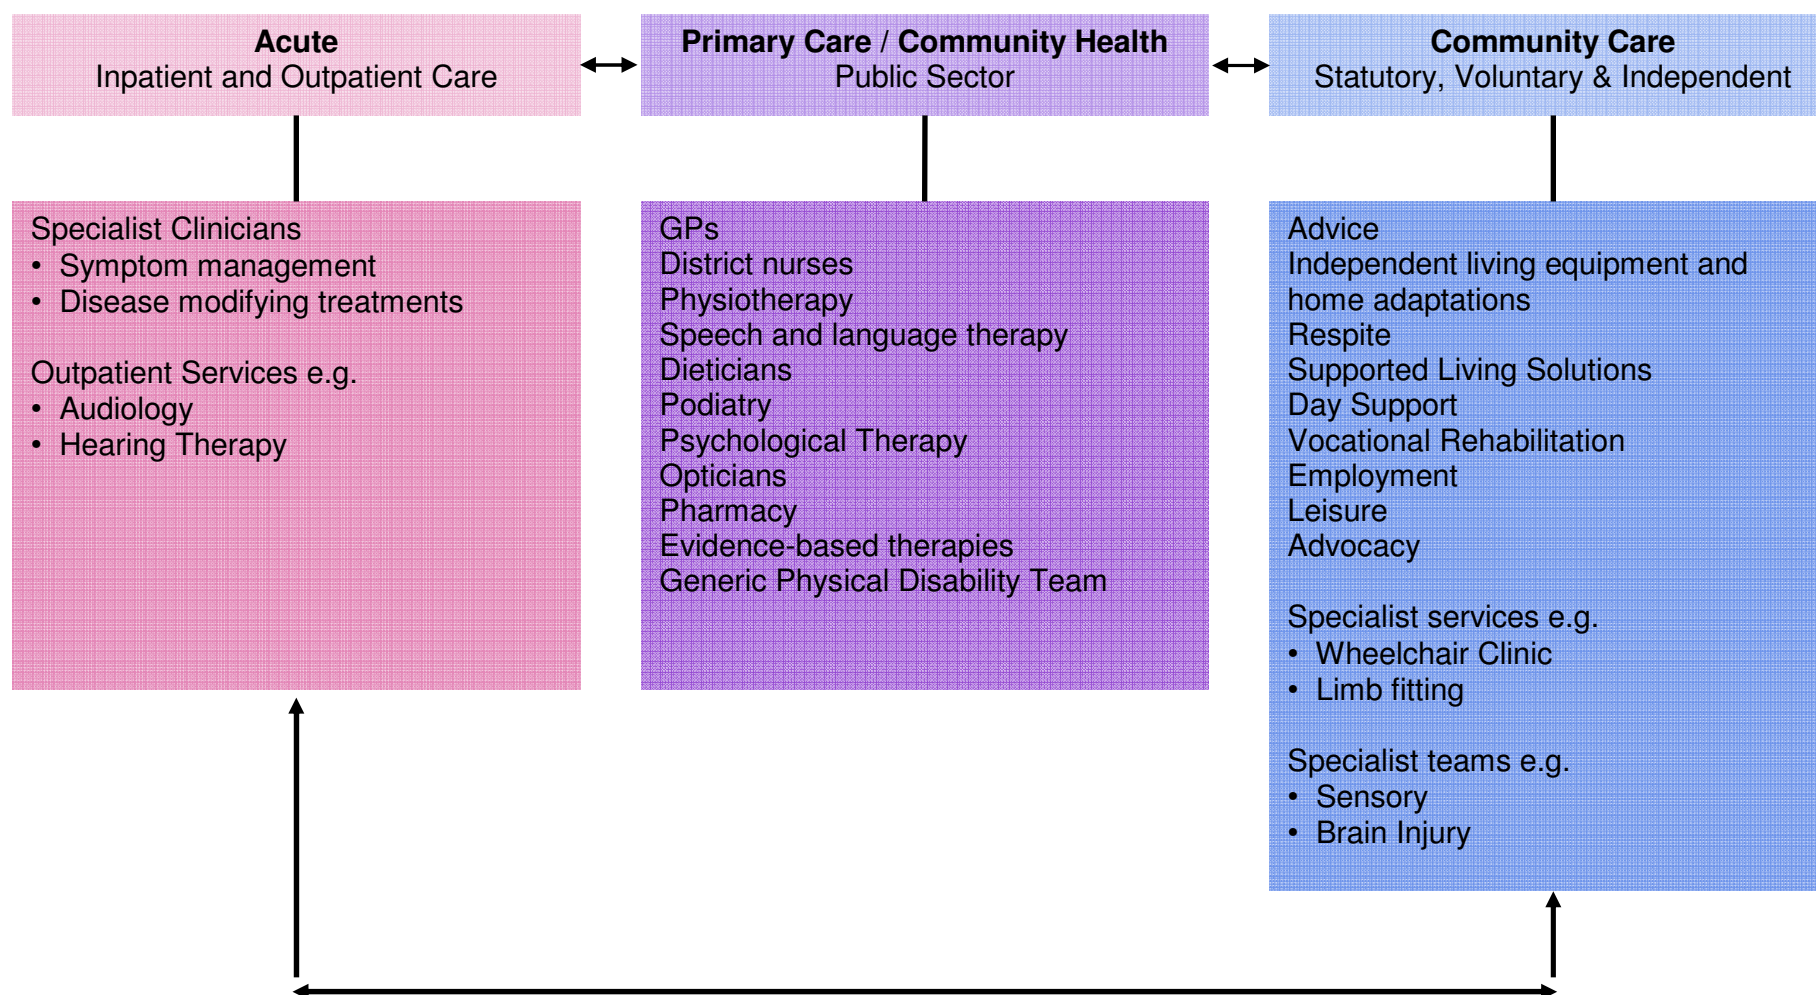 Acute
Inpatient and Outpatient Care
Primary Care / Community Health
Public Sector
Community Care
Statutory, Voluntary & Independent
Specialist Clinicians
• Symptom management
• Disease modifying treatments
Outpatient Services e.g.
• Audiology
• Hearing Therapy
GPs
District nurses
Physiotherapy
Speech and language therapy
Dieticians
Podiatry
Psychological Therapy
Opticians
Pharmacy
Evidence-based therapies
Generic Physical Disability Team
Advice
Independent living equipment and
home adaptations
Respite
Supported Living Solutions
Day Support
Vocational Rehabilitation
Employment
Leisure
Advocacy
Specialist services e.g.
• Wheelchair Clinic
• Limb fitting
Specialist teams e.g.
• Sensory
• Brain Injury